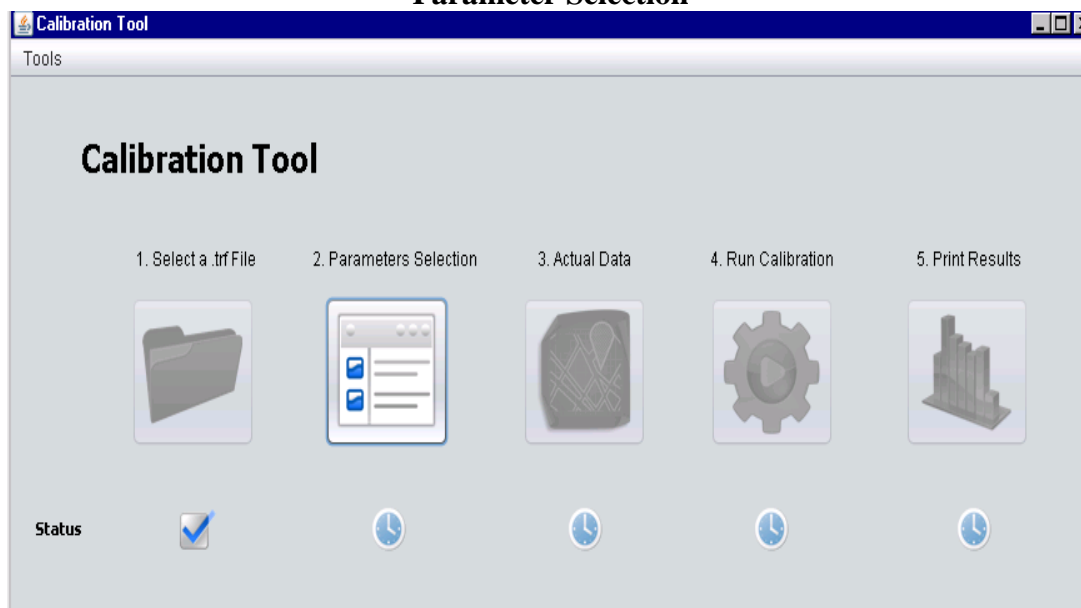 Parameter Selection
Calibration Tool
Tools
Calibration Tool
1. Select a .trf File 2. Parameters Selection 3. Actual Data 4. Run Calibration 5. Print Results
Status